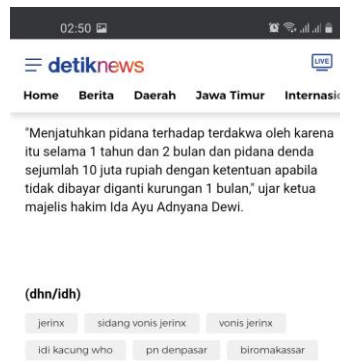 02:50
detiknews
LIVE
Home Berita Daerah Jawa Timur Internasi
"Menjatuhkan pidana terhadap terdakwa oleh karena
itu selama 1 tahun dan 2 bulan dan pidana denda
sejumlah 10 juta rupiah dengan ketentuan apabila
tidak dibayar diganti kurungan 1 bulan," ujar ketua
majelis hakim Ida Ayu Adnyana Dewi.
(dhn/idh)
jerinx sidang vonis jerinx vonis jerinx
idi kacung who pn denpasar biromakassar